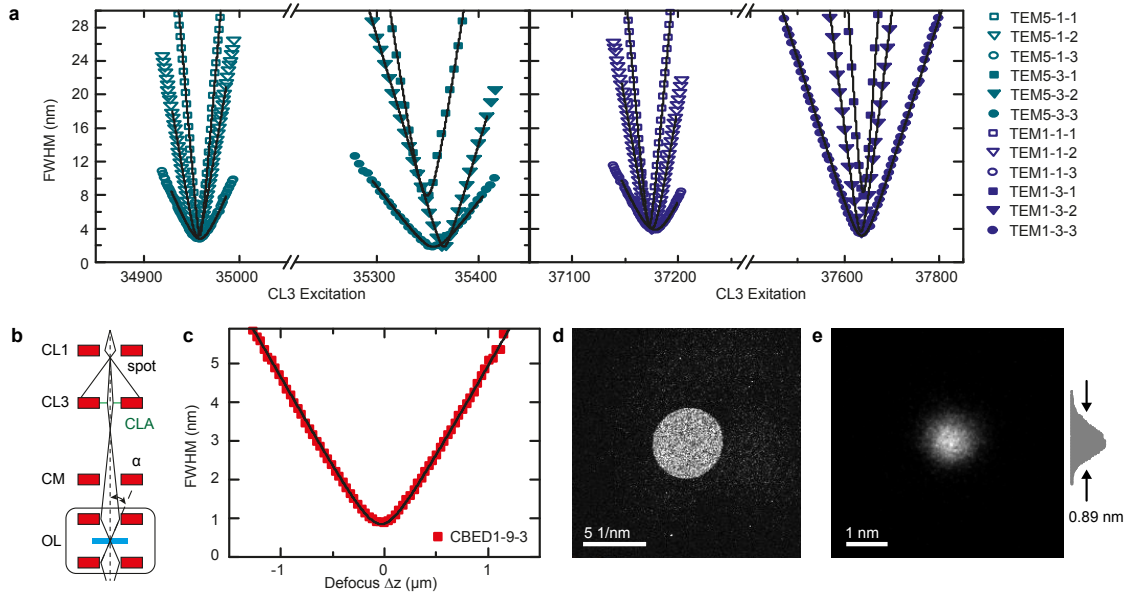 a
FWHM (nm)
28
24
20
16
12
8
4
0
34900
35000
35300
35400
37100
37200
37600
37800
CL3 Excitation
CL3 Exitation
TEM5-1-1
TEM5-1-2
TEM5-1-3
TEM5-3-1
TEM5-3-2
TEM5-3-3
TEM1-1-1
TEM1-1-2
TEM1-1-3
TEM1-3-1
TEM1-3-2
TEM1-3-3
b
CL1
spot
CL3
CLA
CM
α
OL
c
FWHM (nm)
5
4
3
2
1
0
-1
0
1
Defocus Δz (µm)
CBED1-9-3
d
5 1/nm
e
1 nm
0.89 nm